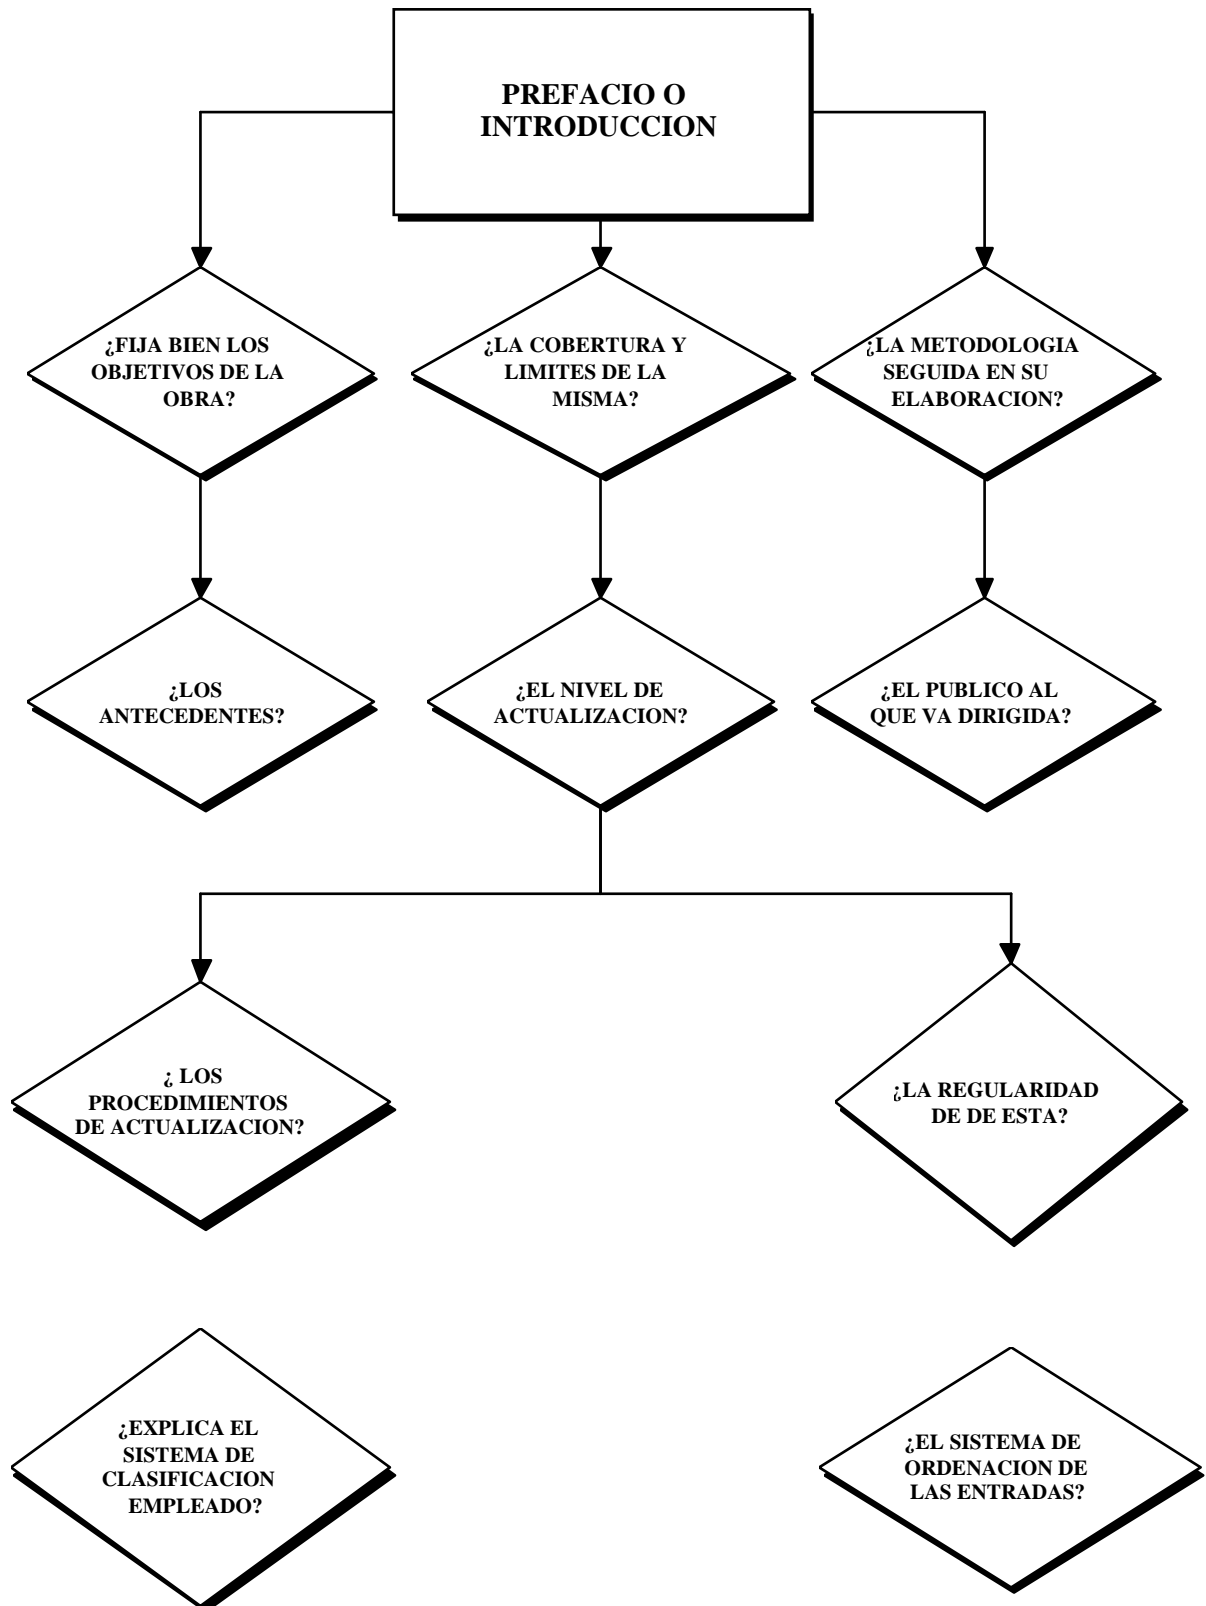 PREFACIO O
INTRODUCCION
¿FIJA BIEN LOS
OBJETIVOS DE LA
OBRA?
¿LA COBERTURA Y
LIMITES DE LA
MISMA?
¿LA METODOLOGIA
SEGUIDA EN SU
ELABORACION?
¿LOS
ANTECEDENTES?
¿EL NIVEL DE
ACTUALIZACION?
¿EL PUBLICO AL
QUE VA DIRIGIDA?
¿ LOS
PROCEDIMIENTOS
DE ACTUALIZACION?
¿LA REGULARIDAD
DE DE ESTA?
¿EXPLICA EL
SISTEMA DE
CLASIFICACION
EMPLEADO?
¿EL SISTEMA DE
ORDENACION DE
LAS ENTRADAS?